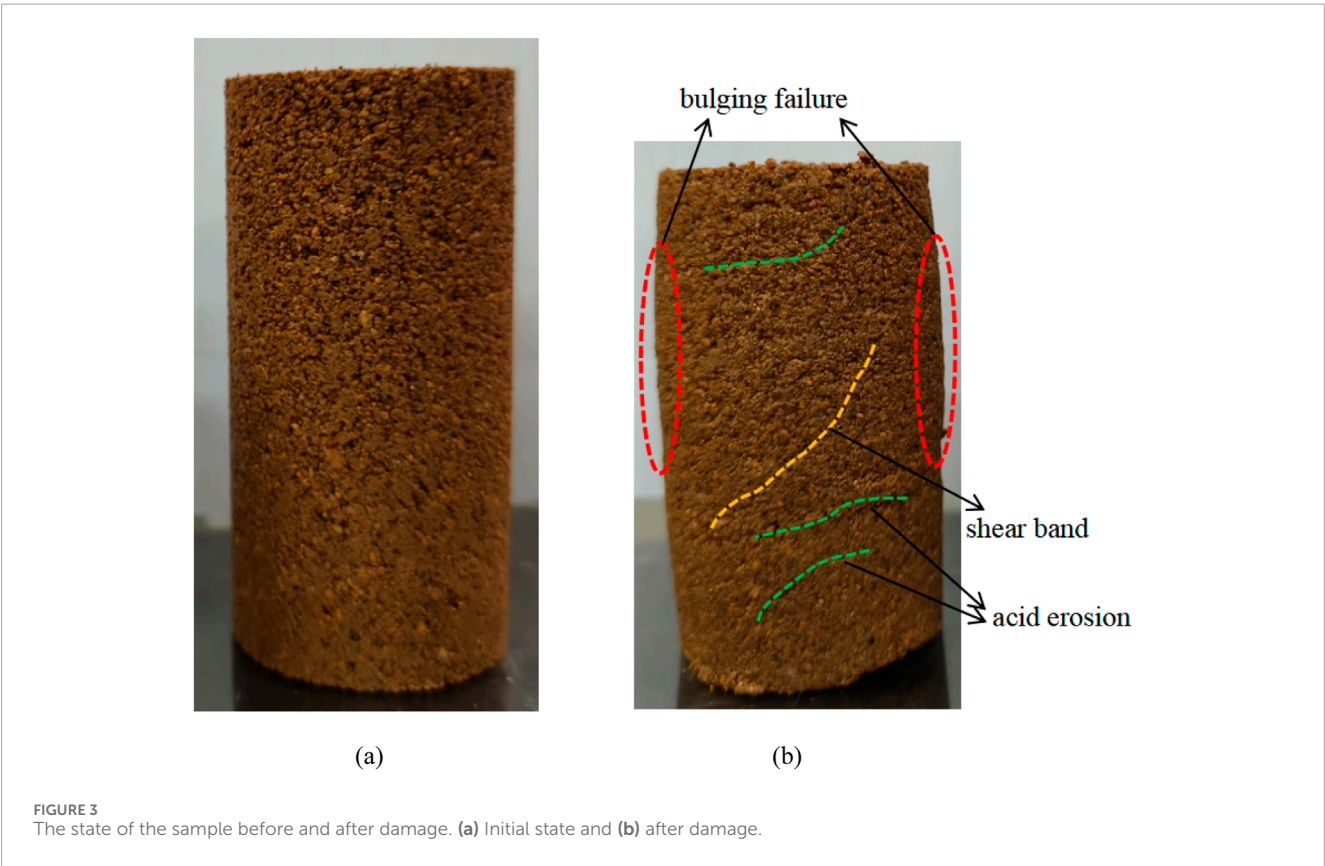 bulging failure
shear band
acid erosion
(a)
(b)
FIGURE 3
The state of the sample before and after damage. (a) Initial state and (b) after damage.